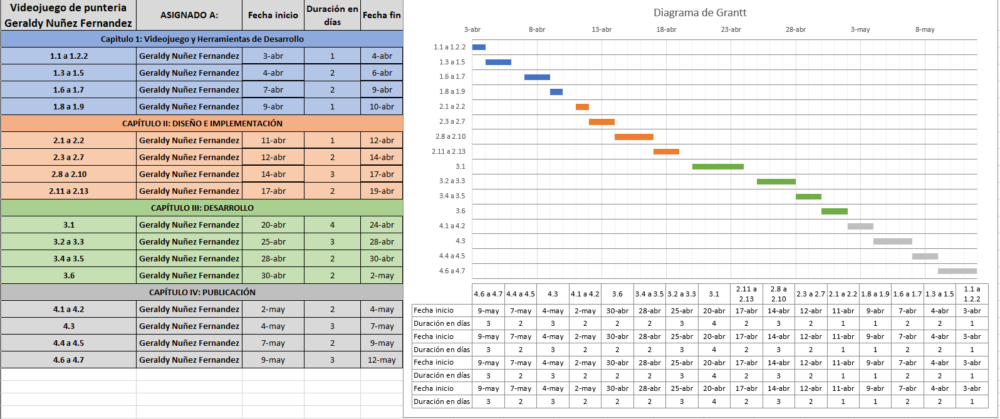 Videojuego de punteria
Geraldy Nuñez Fernandez
ASIGNADO A:
Fecha inicio
Duración en días
Fecha fin
Capitulo 1: Videojuego y Herramientas de Desarrollo
1.1 a 1.2.2 Geraldy Nuñez Fernandez 3-abr 1 4-abr
1.3 a 1.5 Geraldy Nuñez Fernandez 4-abr 2 6-abr
1.6 a 1.7 Geraldy Nuñez Fernandez 7-abr 2 9-abr
1.8 a 1.9 Geraldy Nuñez Fernandez 9-abr 1 10-abr
CAPÍTULO II: DISEÑO E IMPLEMENTACIÓN
2.1 a 2.2 Geraldy Nuñez Fernandez 11-abr 1 12-abr
2.3 a 2.7 Geraldy Nuñez Fernandez 12-abr 2 14-abr
2.8 a 2.10 Geraldy Nuñez Fernandez 14-abr 3 17-abr
2.11 a 2.13 Geraldy Nuñez Fernandez 17-abr 2 19-abr
CAPÍTULO III: DESARROLLO
3.1 Geraldy Nuñez Fernandez 20-abr 4 24-abr
3.2 a 3.3 Geraldy Nuñez Fernandez 25-abr 3 28-abr
3.4 a 3.5 Geraldy Nuñez Fernandez 28-abr 2 30-abr
3.6 Geraldy Nuñez Fernandez 30-abr 2 2-may
CAPÍTULO IV: PUBLICACIÓN
4.1 a 4.2 Geraldy Nuñez Fernandez 2-may 2 4-may
4.3 Geraldy Nuñez Fernandez 4-may 3 7-may
4.4 a 4.5 Geraldy Nuñez Fernandez 7-may 2 9-may
4.6 a 4.7 Geraldy Nuñez Fernandez 9-may 3 12-may
Diagrama de Grantt
3-abr 8-abr 13-abr 18-abr 23-abr 28-abr 3-may 8-may
1.1 a 1.2.2
1.3 a 1.5
1.6 a 1.7
1.8 a 1.9
2.1 a 2.2
2.3 a 2.7
2.8 a 2.10
2.11 a 2.13
3.1
3.2 a 3.3
3.4 a 3.5
3.6
4.1 a 4.2
4.3
4.4 a 4.5
4.6 a 4.7
4.6 a 4.7 4.4 a 4.5 4.3 4.1 a 4.2 3.6 3.4 a 3.5 3.2 a 3.3 3.1 2.11 a 2.13 2.8 a 2.10 2.3 a 2.7 2.1 a 2.2 1.8 a 1.9 1.6 a 1.7 1.3 a 1.5 1.1 a 1.2.2
Fecha inicio 9-may 7-may 4-may 2-may 30-abr 28-abr 25-abr 20-abr 17-abr 14-abr 12-abr 11-abr 9-abr 7-abr 4-abr 3-abr
Duración en días 3 2 3 2 2 2 3 4 2 3 2 1 1 2 2 1
Fecha inicio 9-may 7-may 4-may 2-may 30-abr 28-abr 25-abr 20-abr 17-abr 14-abr 12-abr 11-abr 9-abr 7-abr 4-abr 3-abr
Duración en días 3 2 3 2 2 2 3 4 2 3 2 1 1 2 2 1
Fecha inicio 9-may 7-may 4-may 2-may 30-abr 28-abr 25-abr 20-abr 17-abr 14-abr 12-abr 11-abr 9-abr 7-abr 4-abr 3-abr
Duración en días 3 2 3 2 2 2 3 4 2 3 2 1 1 2 2 1
Fecha inicio 9-may 7-may 4-may 2-may 30-abr 28-abr 25-abr 20-abr 17-abr 14-abr 12-abr 11-abr 9-abr 7-abr 4-abr 3-abr
Duración en días 3 2 3 2 2 2 3 4 2 3 2 1 1 2 2 1